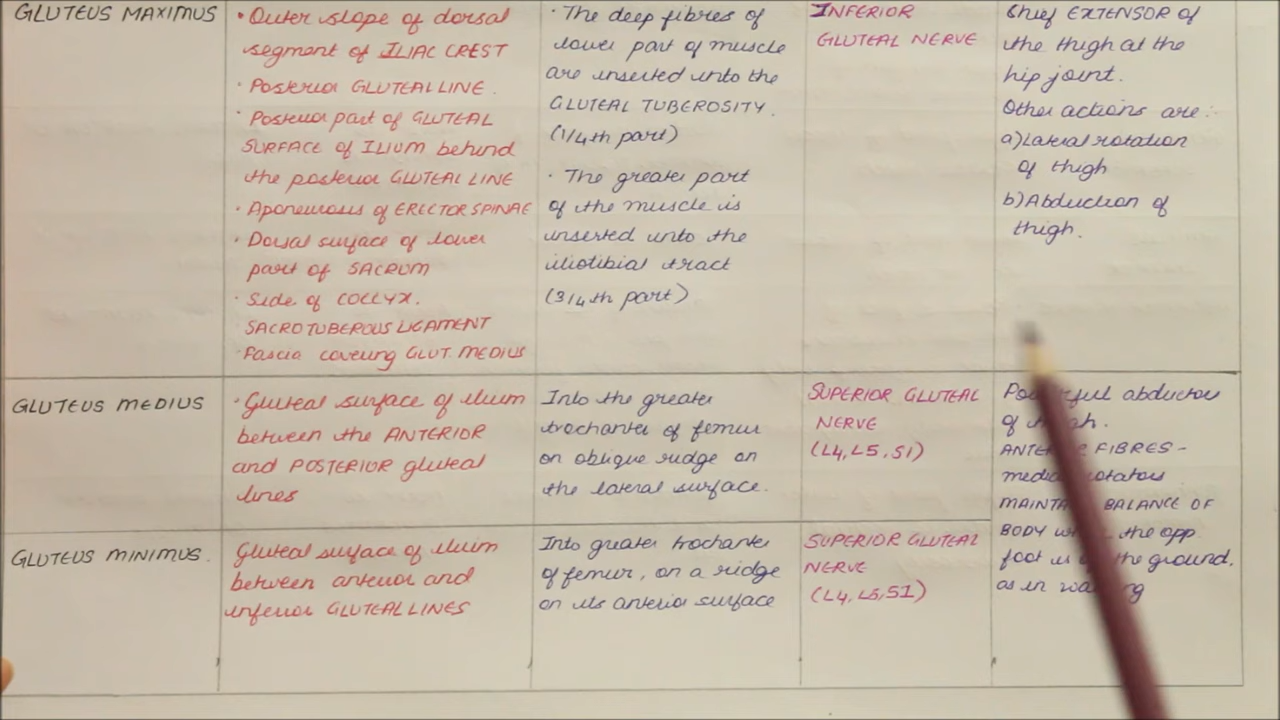 GLUTEUS MAXIMUS
• Outer slope of dorsal
segment of ILIAC CREST
• Posterior GLUTEAL LINE.
• Posterior part of GLUTEAL
SURFACE of ILIUM behind
the posterior GLUTEAL LINE
• Aponeurosis of ERECTOR SPINAE
• Dorsal surface of lower
part of SACRUM
• Side of COCCYX.
SACROTUBEROUS LIGAMENT
• Fascia covering GLUT. MEDIUS
• The deep fibres of
lower part of muscle
are inserted into the
GLUTEAL TUBEROSITY.
(1/4th part)
• The greater part
of the muscle is
inserted into the
iliotibial tract
(3/4th part)
INFERIOR
GLUTEAL NERVE
Chief EXTENSOR of
the thigh at the
hip joint.
Other actions are:
a) Lateral rotation
of thigh
b) Abduction of
thigh.
GLUTEUS MEDIUS
• Gluteal surface of ilium
between the ANTERIOR
and POSTERIOR gluteal
lines
Into the greater
trochanter of femur
on oblique ridge on
the lateral surface.
SUPERIOR GLUTEAL
NERVE
(L4, L5, S1)
abductors
of
FIBRES -
BALANCE OF
BODY the opp.
foot the ground,
as in
GLUTEUS MINIMUS.
Gluteal surface of ilium
between anterior and
inferior GLUTEAL LINES
Into greater trochanter
of femur, on a ridge
on its anterior surface
SUPERIOR GLUTEAL
NERVE
(L4, L5, S1)